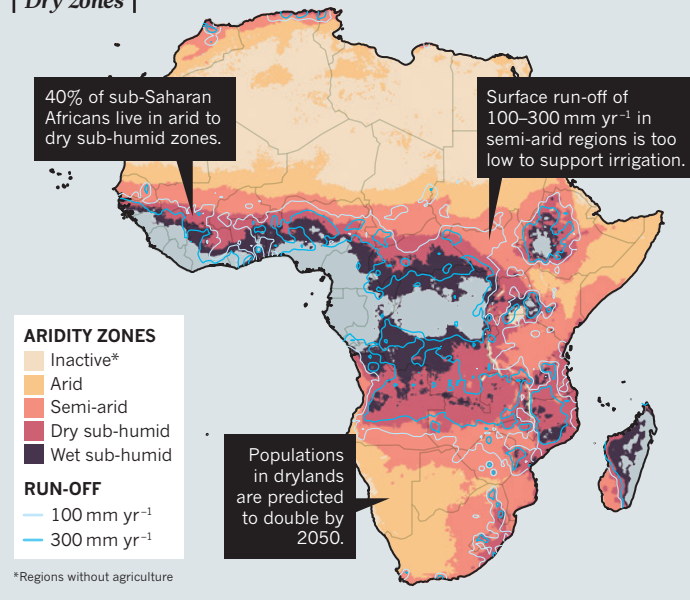 | Dry zones |
40% of sub-Saharan
Africans live in arid to
dry sub-humid zones.
Surface run-off of
100–300 mm yr⁻¹ in
semi-arid regions is too
low to support irrigation.
ARIDITY ZONES
Inactive*
Arid
Semi-arid
Dry sub-humid
Wet sub-humid
RUN-OFF
100 mm yr⁻¹
300 mm yr⁻¹
Populations
in drylands
are predicted
to double by
2050.
*Regions without agriculture